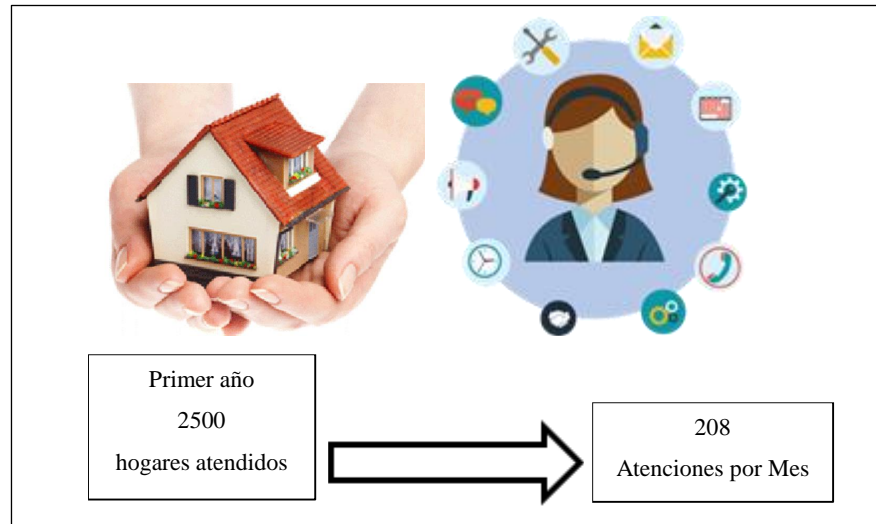 Primer año
2500
hogares atendidos
208
Atenciones por Mes